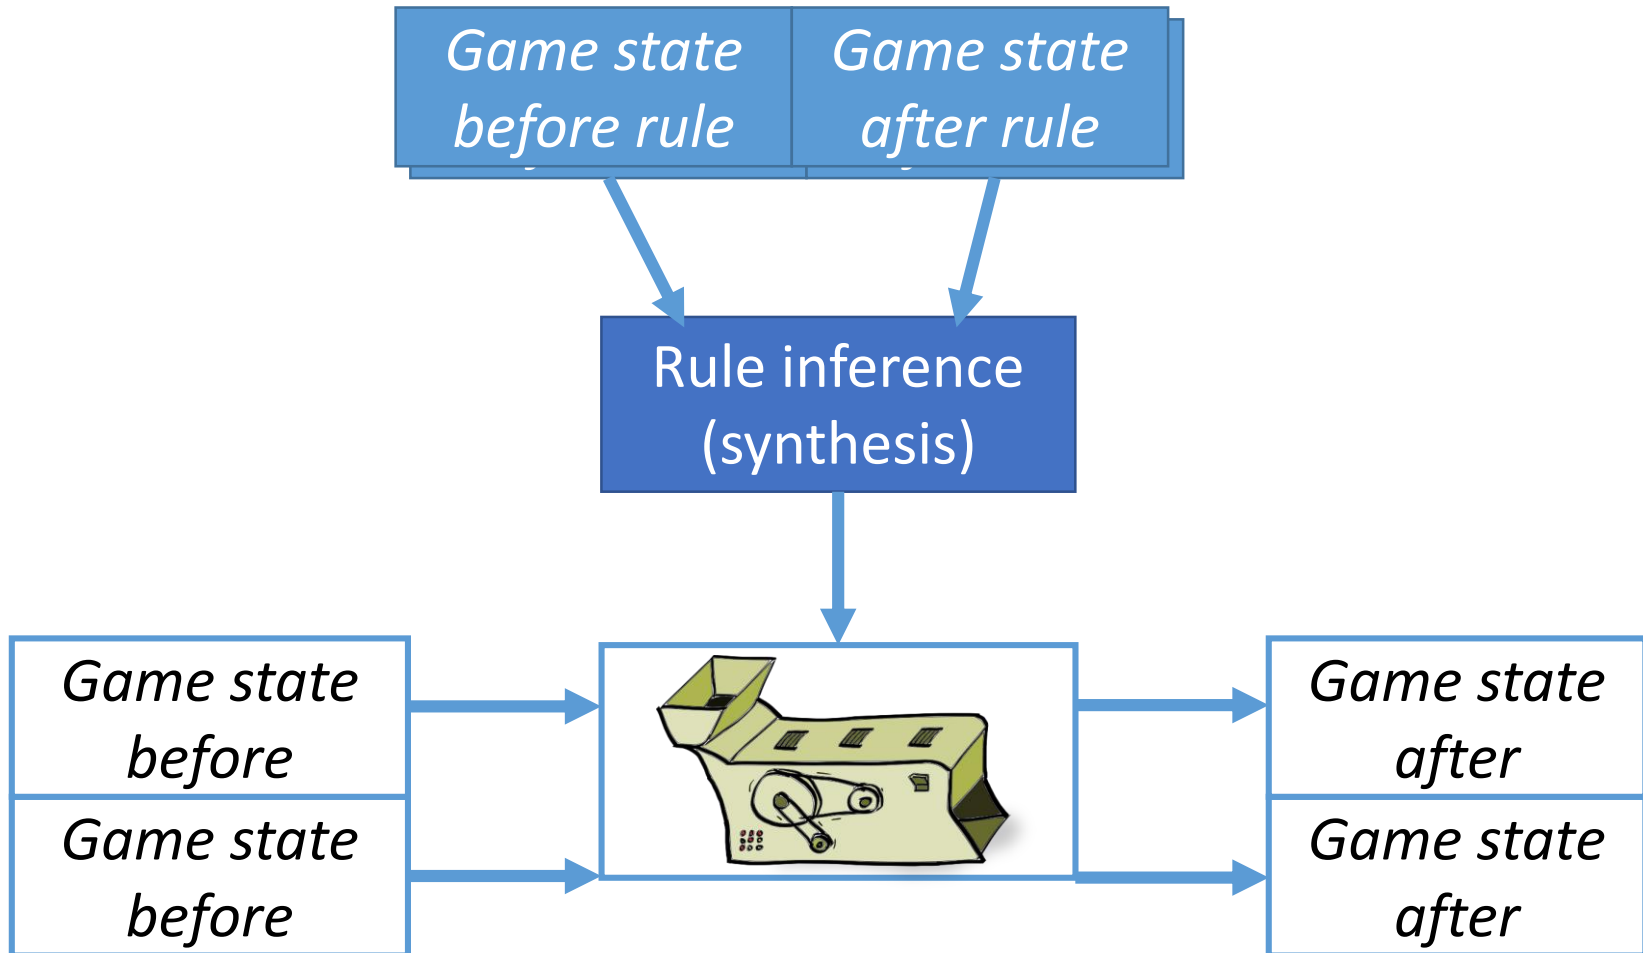 Game state
before rule
Game state
after rule
Rule inference
(synthesis)
Game state
before
Game state
after
Game state
before
Game state
after